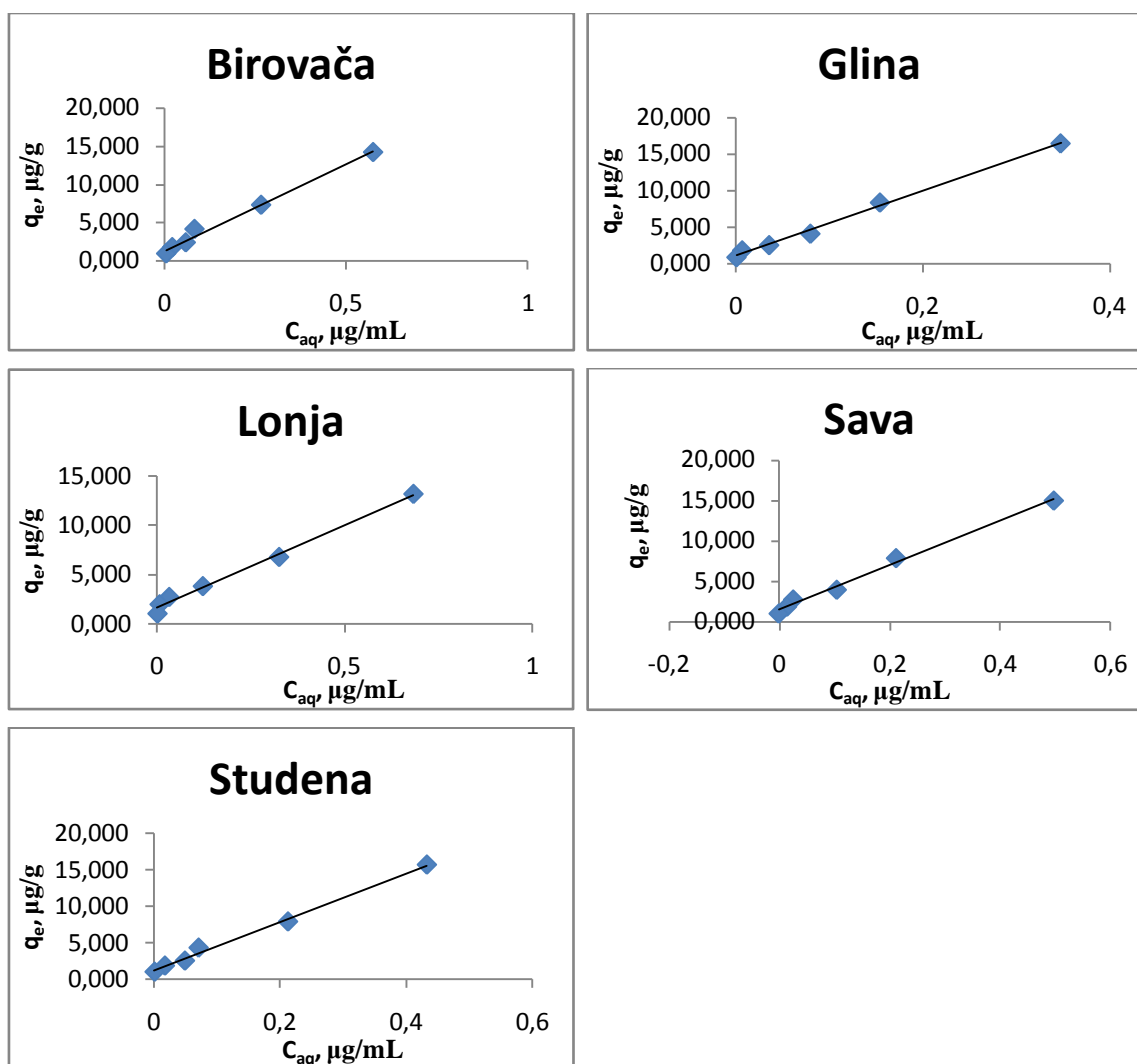 Birovača
20,000
15,000
10,000
5,000
0,000
qe, µg/g
0 0,5 1
Caq, µg/mL
Glina
20,000
15,000
10,000
5,000
0,000
qe, µg/g
0 0,2 0,4
Caq, µg/mL
Lonja
15,000
10,000
5,000
0,000
qe, µg/g
0 0,5 1
Caq, µg/mL
Sava
20,000
15,000
10,000
5,000
0,000
qe, µg/g
-0,2 0 0,2 0,4 0,6
Caq, µg/mL
Studena
20,000
15,000
10,000
5,000
0,000
qe, µg/g
0 0,2 0,4 0,6
Caq, µg/mL